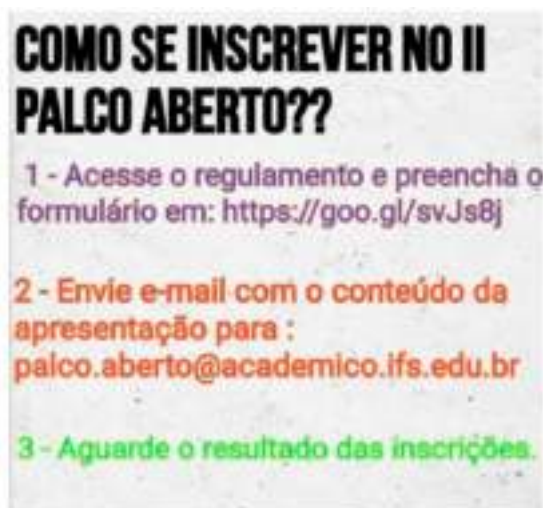 COMO SE INSCREVER NO II
PALCO ABERTO??
1 - Acesse o regulamento e preencha o
formulário em: https://goo.gl/svJs8j
2 - Envie e-mail com o conteúdo da
apresentação para :
palco.aberto@academico.ifs.edu.br
3 - Aguarde o resultado das inscrições.